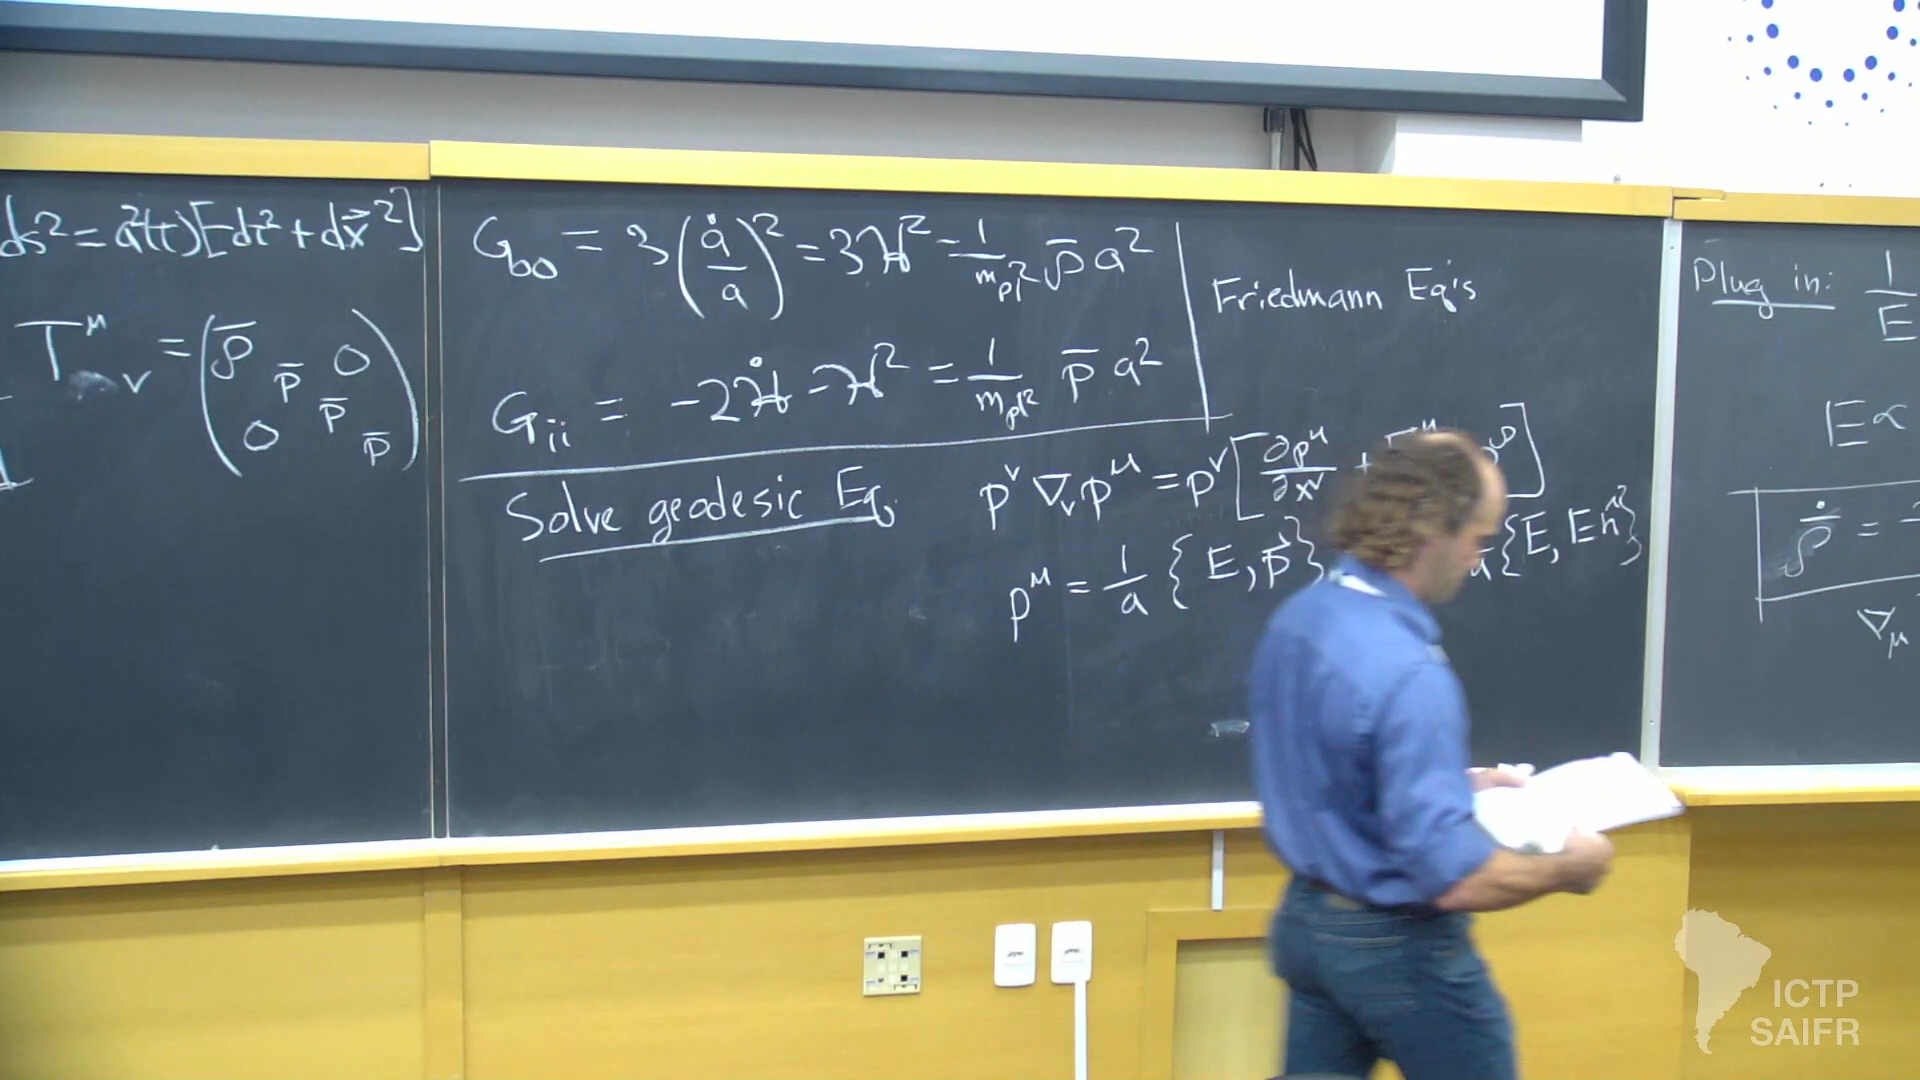 ds² = a²(τ)[-dτ² + dx⃗²]
T^μ_ν = (ρ̄ p̄ 0 0 p̄ p̄)
G₀₀ = 3(ȧ/a)² = 3ℋ² = 1/m_pl² ρ̄ a²
G_ii = -2ℋ̇ - ℋ² = 1/m_pl² p̄ a²
Friedmann Eq's
Solve geodesic Eq.
p^ν ∇_ν p^μ = p^ν [∂p^μ/∂x^ν +
p^μ = 1/a {E, p⃗} {E, E n̂}
Plug in: 1/E
E ∝
ρ̄̇ =
∇_μ
ICTP
SAIFR